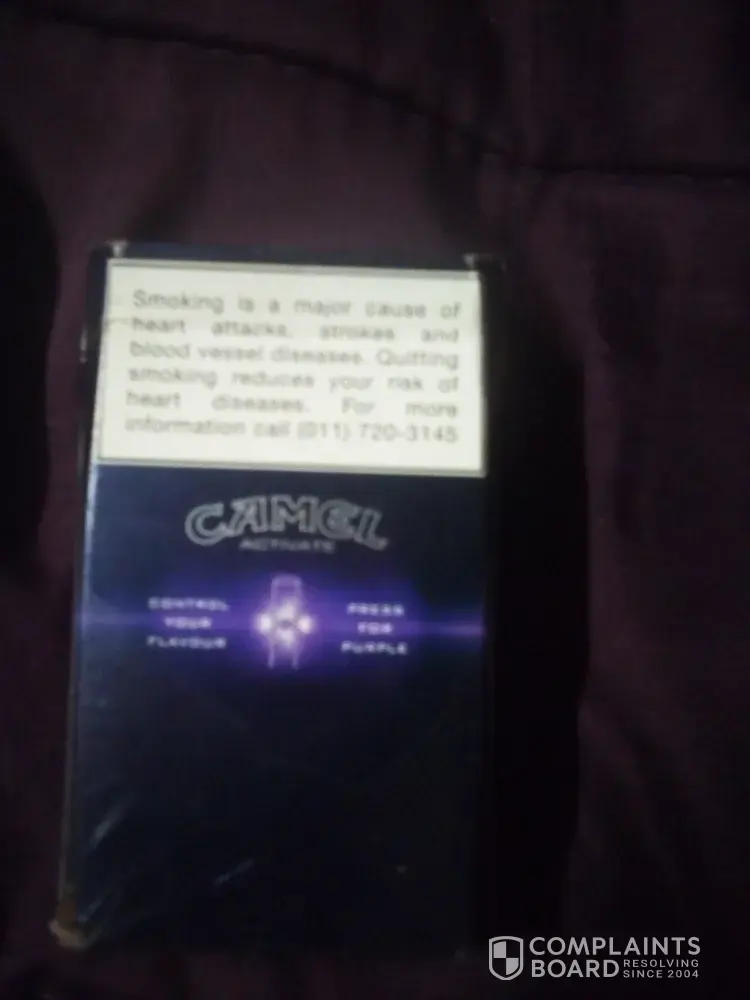 Smoking is a major cause of
heart attacks, strokes and
blood vessel diseases. Quitting
smoking reduces your risk of
heart diseases. For more
information call (011) 720-3145
CAMEL
ACTIVATE
CONTROL
YOUR
FLAVOUR
PRESS
FOR
PURPLE
COMPLAINTS
BOARD RESOLVING
SINCE 2004